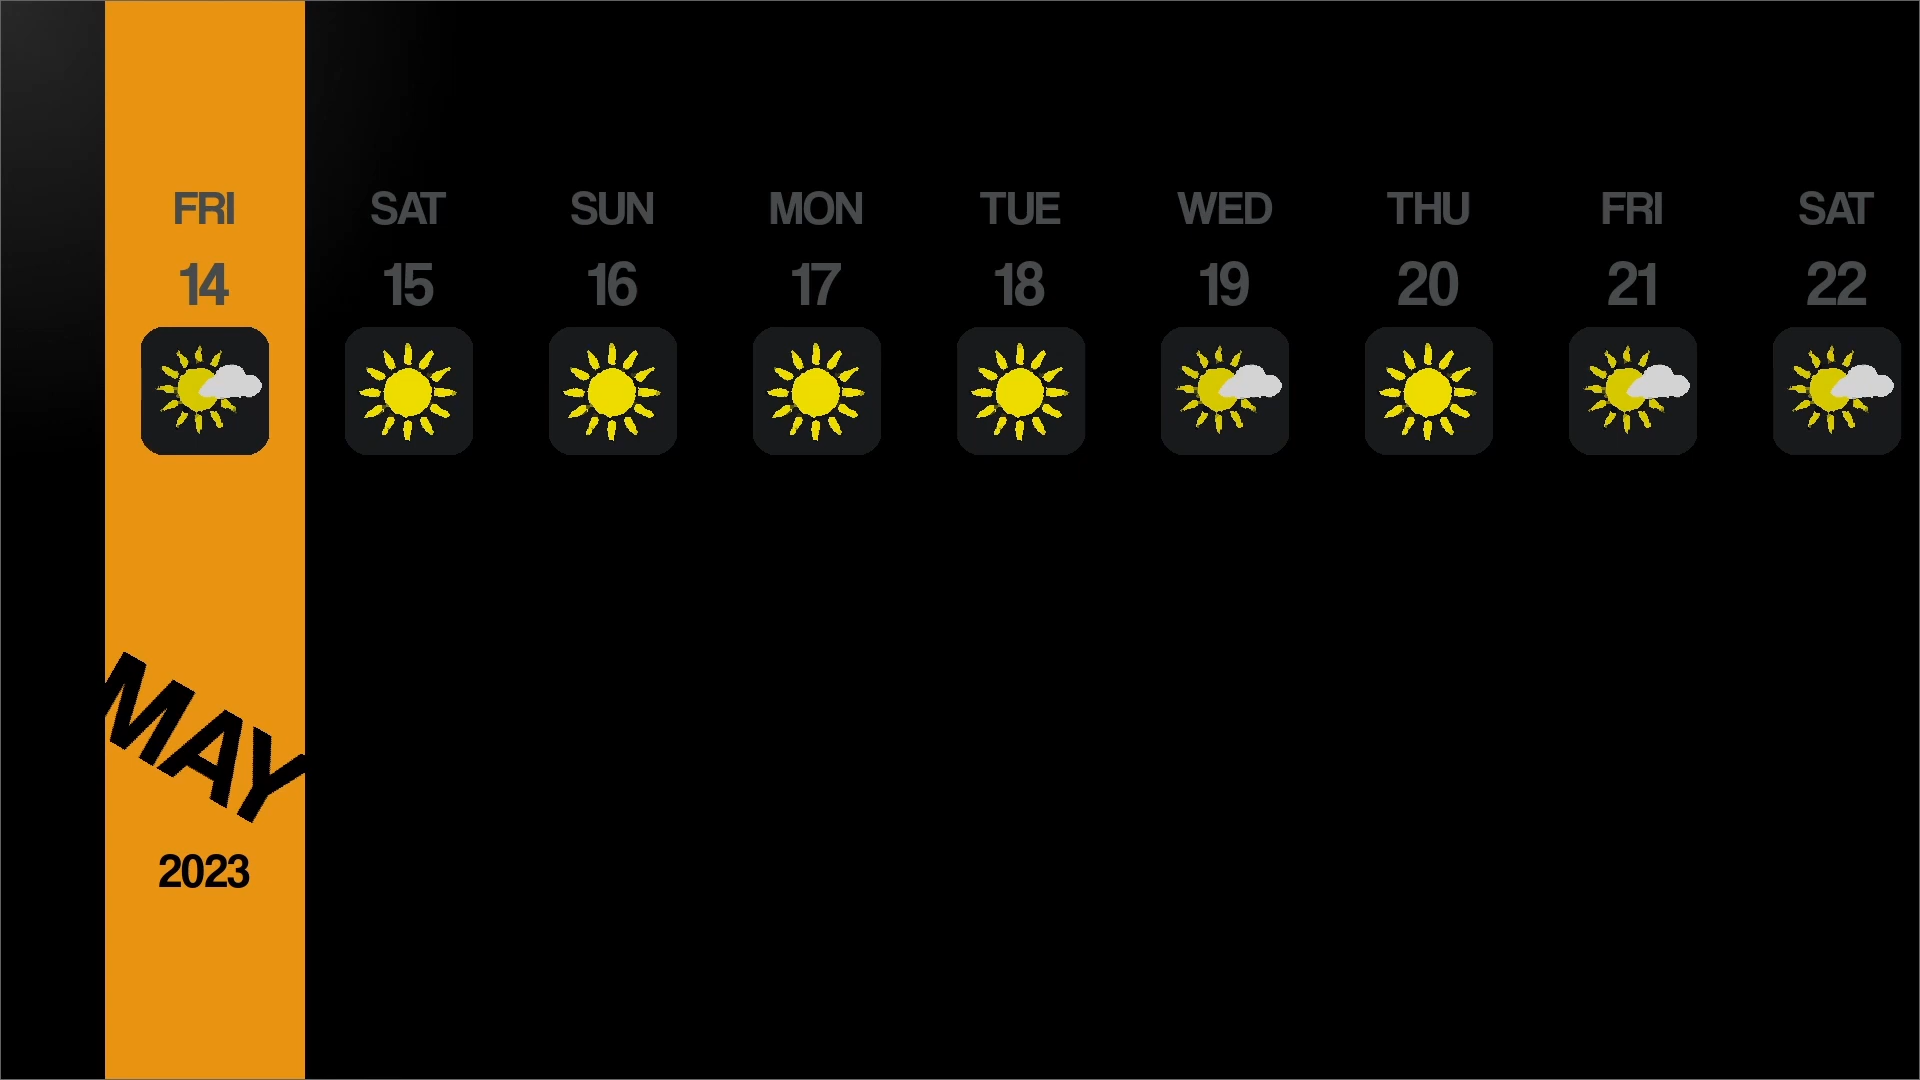 FRI SAT SUN MON TUE WED THU FRI SAT
14 15 16 17 18 19 20 21 22
MAY
2023